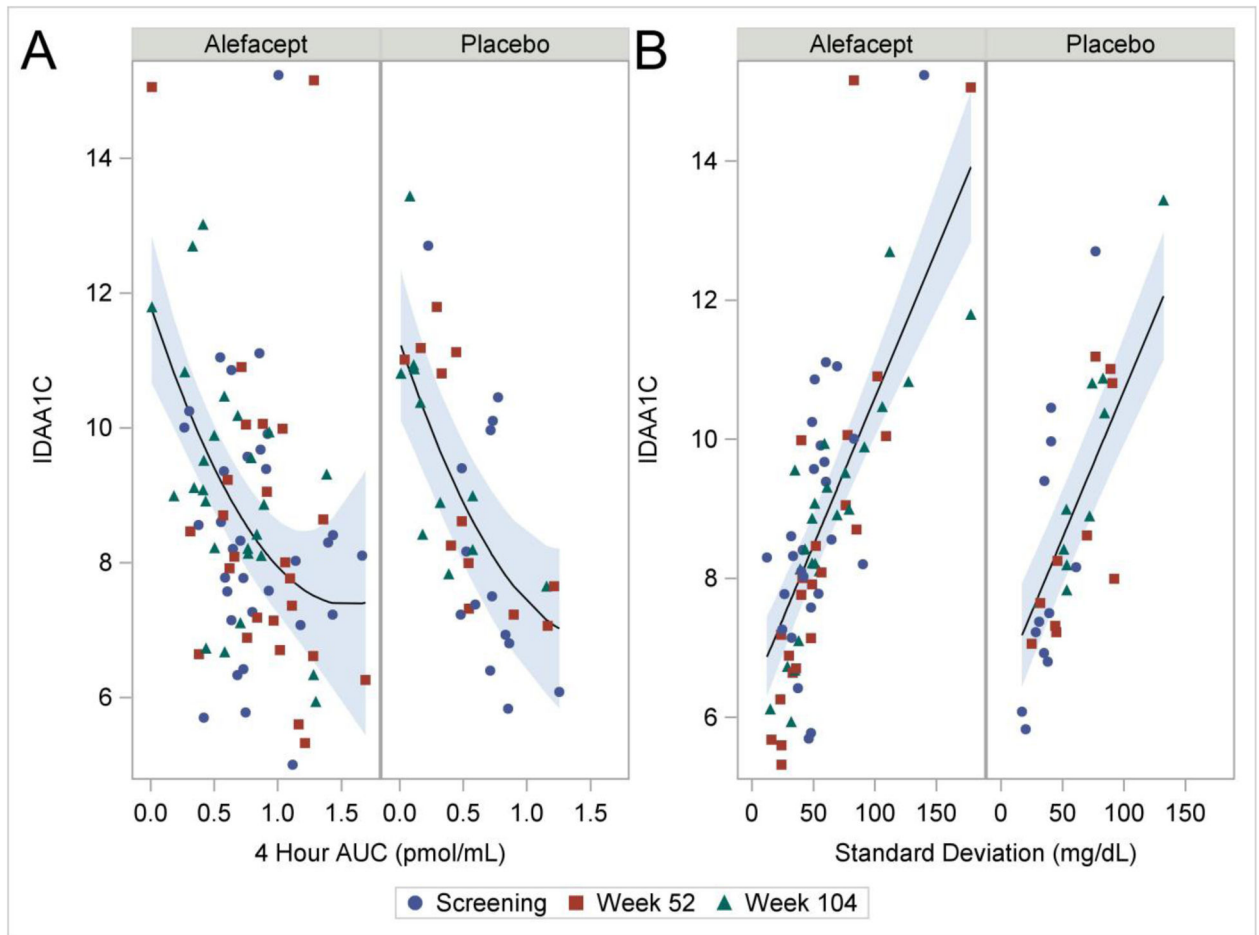 A
Alefacept
Placebo
B
Alefacept
Placebo
IDAA1C
14
12
10
8
6
IDAA1C
14
12
10
8
6
0.0 0.5 1.0 1.5
0.0 0.5 1.0 1.5
0 50 100 150
0 50 100 150
4 Hour AUC (pmol/mL)
Standard Deviation (mg/dL)
Screening Week 52 Week 104